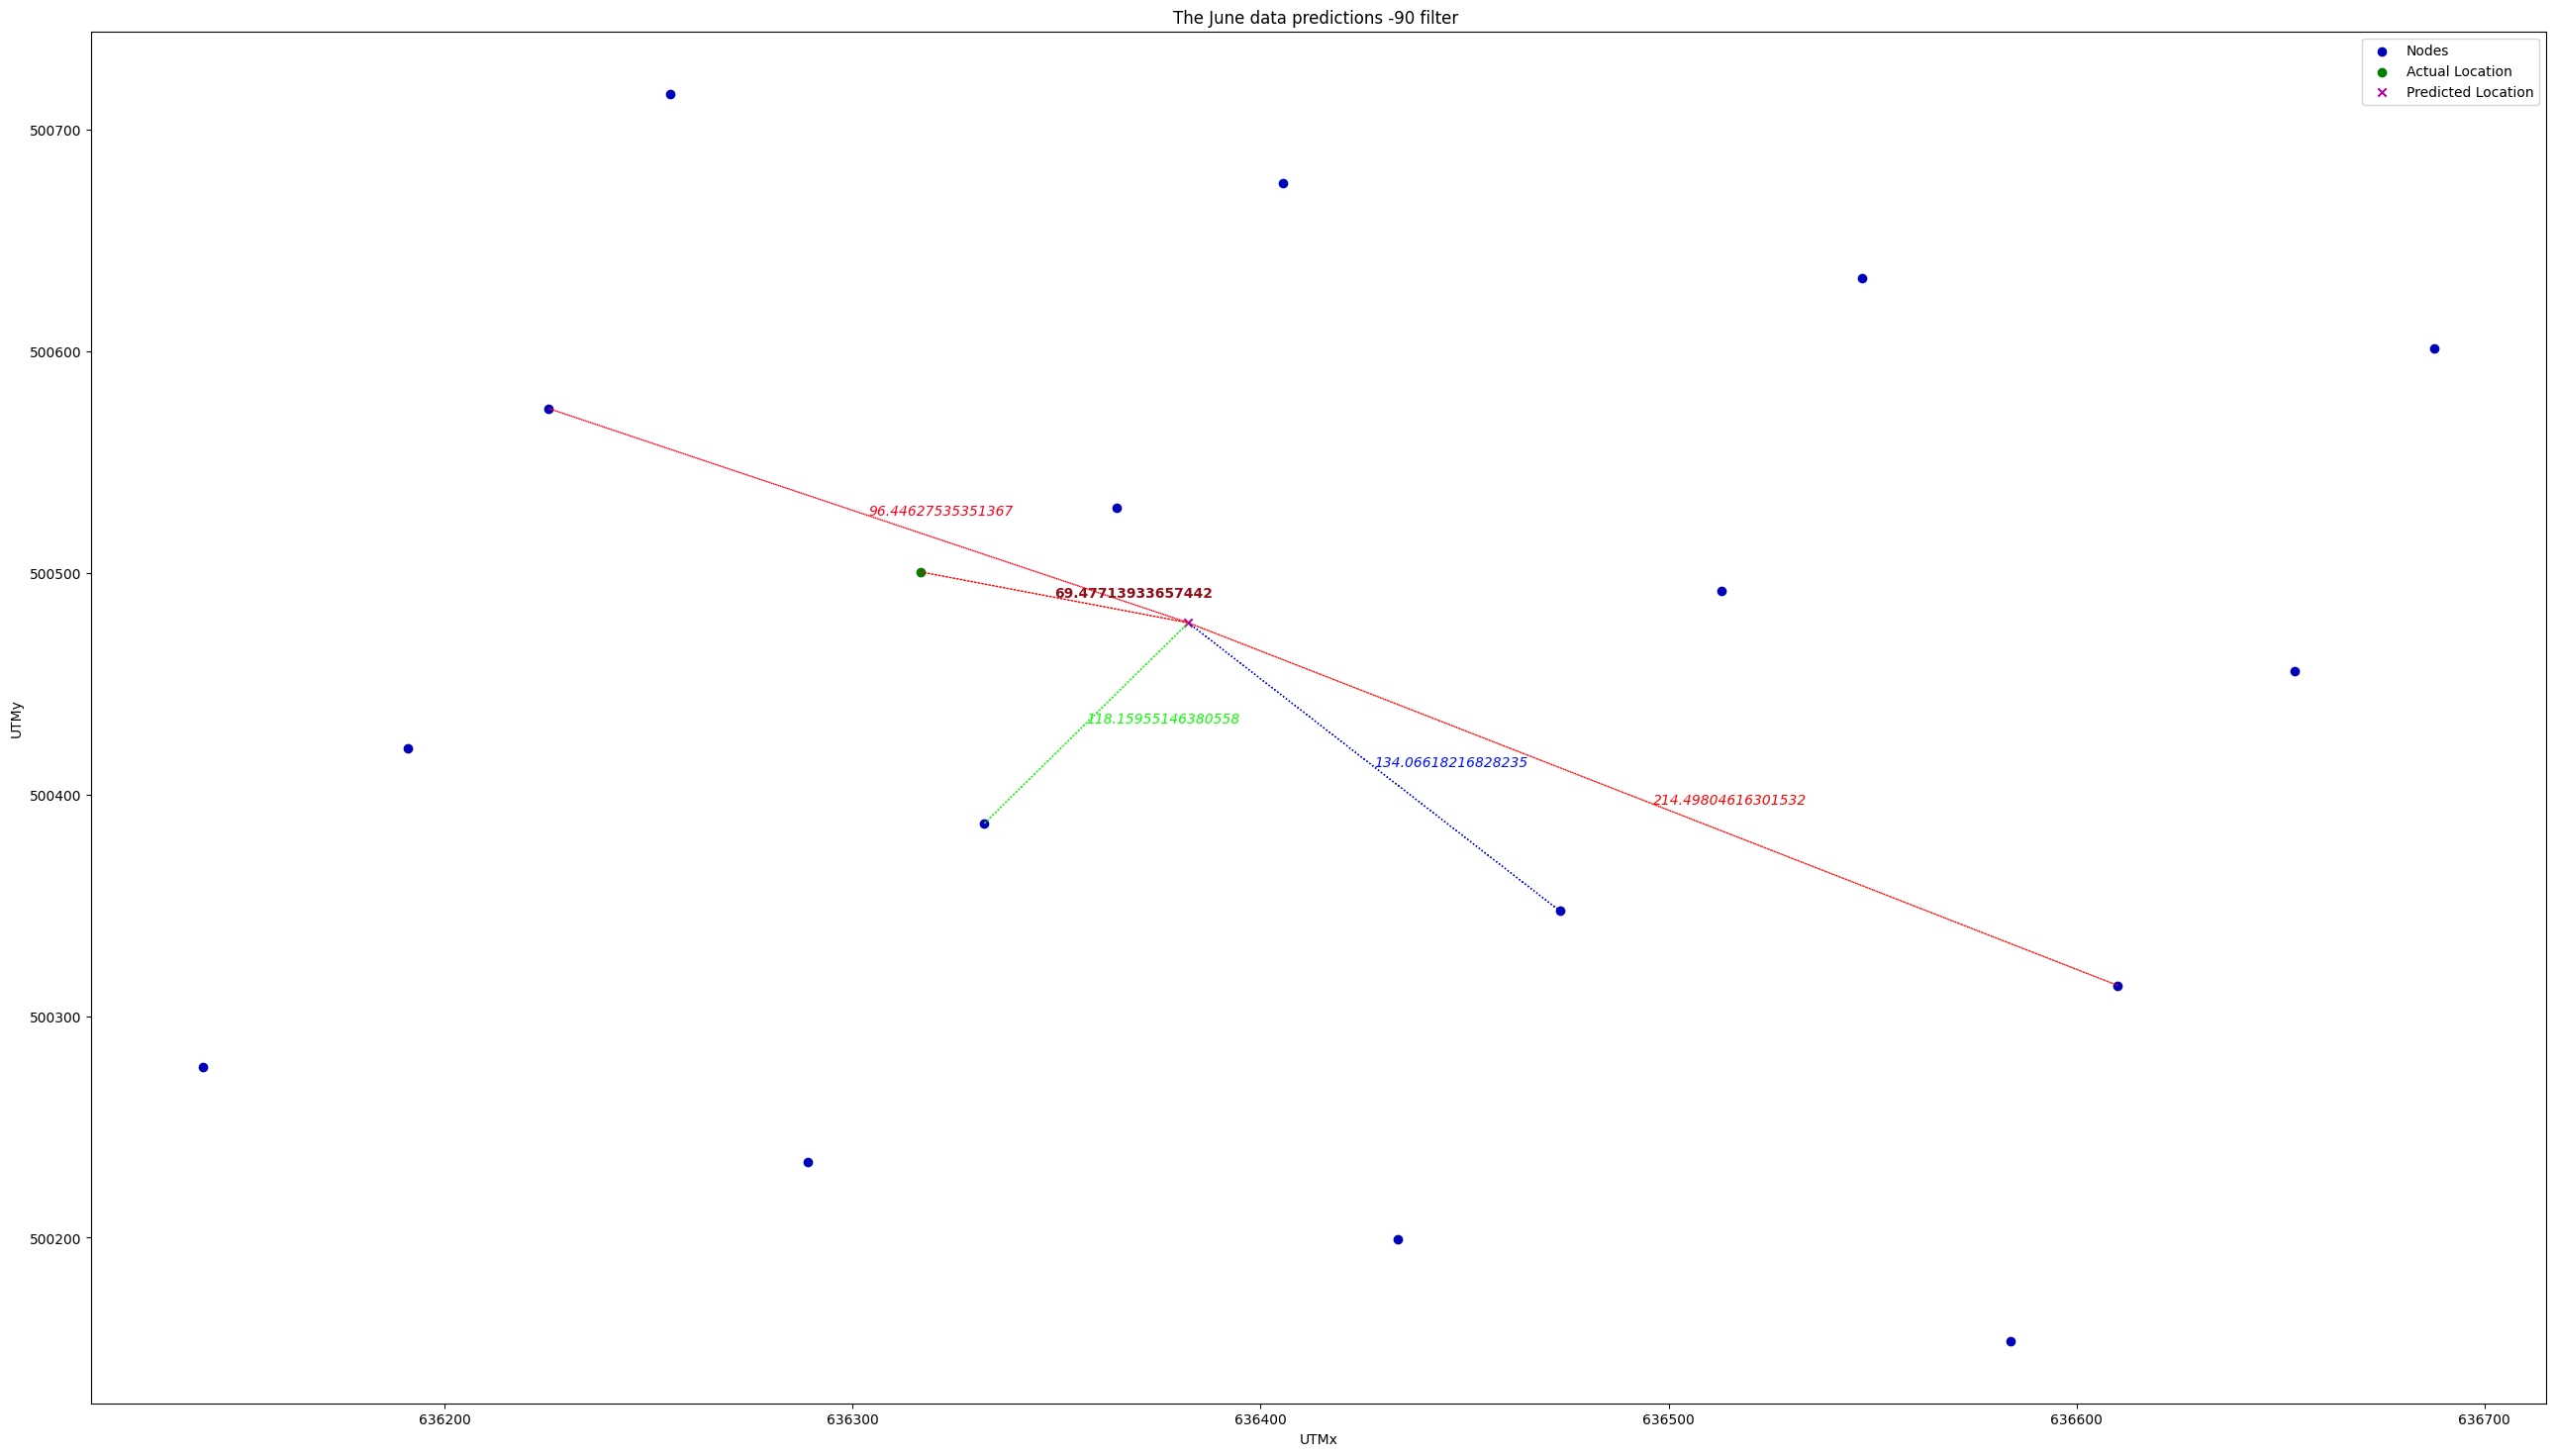 The June data predictions -90 filter
Nodes
Actual Location
Predicted Location
500700
500600
500500
500400
500300
500200
UTMy
96.44627535351367
69.47713933657442
118.15955146380558
134.06618216828235
214.49804616301532
636200
636300
636400
636500
636600
636700
UTMx